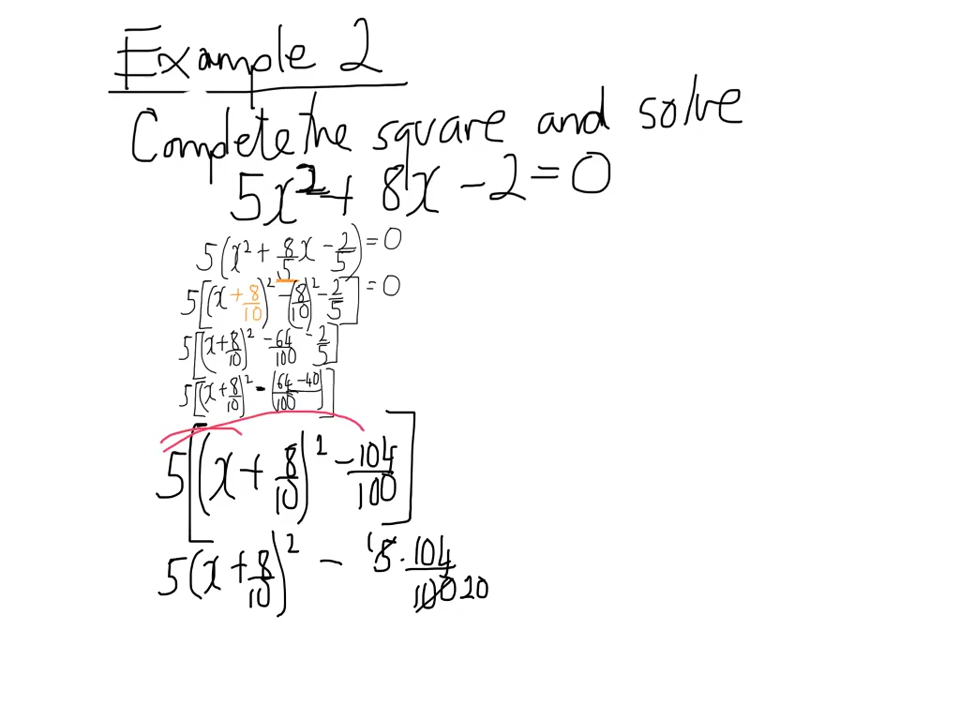 Example 2
Complete the square and solve
5x² + 8x - 2 = 0
5(x² + 8/5 x - 2/5) = 0
5[(x + 8/10)² - (8/10)² - 2/5] = 0
5[(x + 8/10)² - 64/100 - 2/5]
5[(x + 8/10)² - (64 - 40)/100]
5[(x + 8/10)² - 104/100]
5(x + 8/10)² - 1 5 · 104/100 20